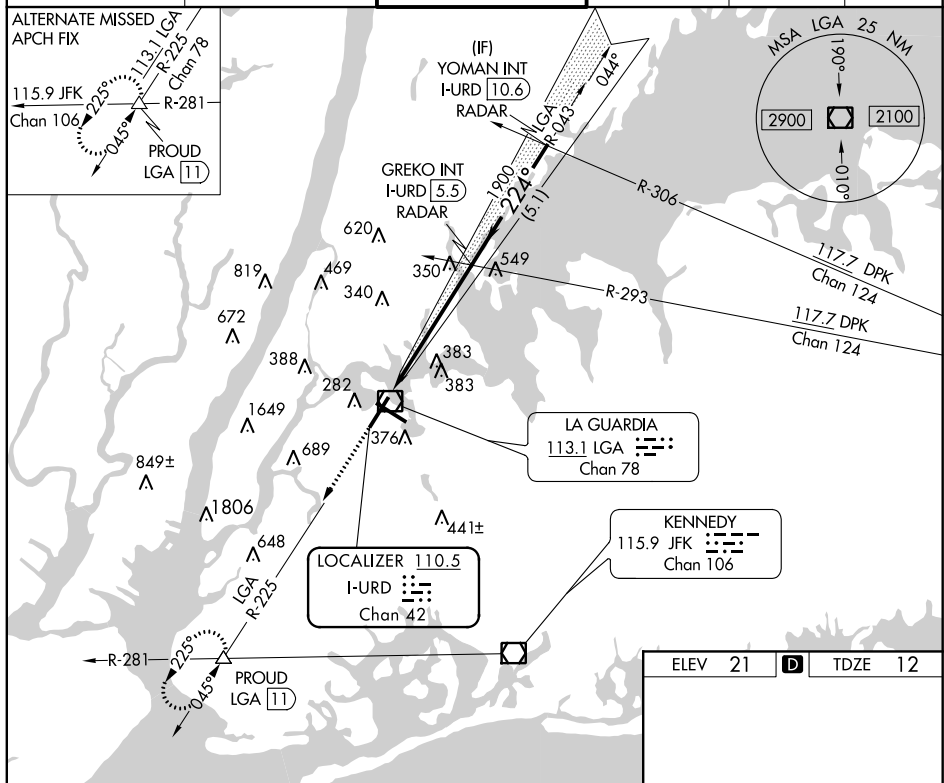 ALTERNATE MISSED
APCH FIX
113.1 LGA
R-225
Chan 78
115.9 JFK
Chan 106
R-281
225°
045°
PROUD
LGA 11
(IF)
YOMAN INT
I-URD 10.6
RADAR
LGA
R-043
044°
MSA LGA 25 NM
190°
2900
2100
010°
GREKO INT
I-URD 5.5
RADAR
1900
224°
(5.1)
R-306
117.7 DPK
Chan 124
R-293
117.7 DPK
Chan 124
620
819
469
350
549
340
672
388
383
383
282
1649
376
689
849±
1806
441±
648
LA GUARDIA
113.1 LGA
Chan 78
KENNEDY
115.9 JFK
Chan 106
LOCALIZER 110.5
I-URD
Chan 42
LGA
R-225
R-281
225°
045°
PROUD
LGA 11
ELEV 21 D TDZE 12